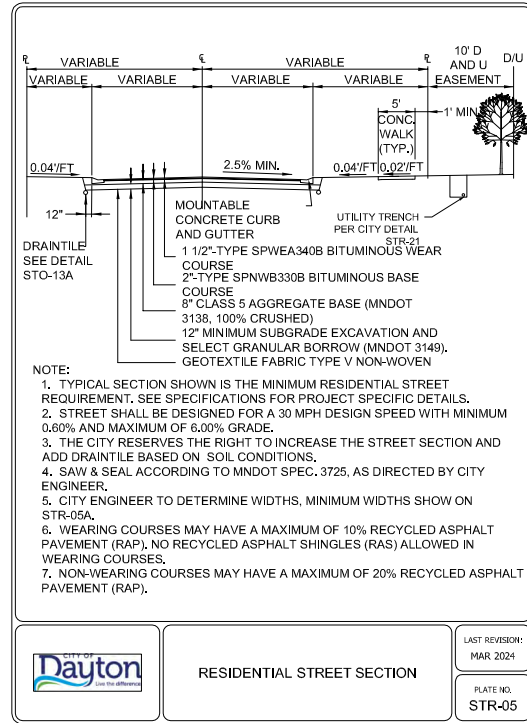 10' D
AND U
EASEMENT
D/U
PL VARIABLE CL VARIABLE PL
VARIABLE VARIABLE VARIABLE VARIABLE
5'
CONC.
WALK
(TYP.)
1' MIN
0.04'/FT
2.5% MIN.
0.04'/FT
0.02'/FT
12"
DRAINTILE
SEE DETAIL
STO-13A
MOUNTABLE
CONCRETE CURB
AND GUTTER
UTILITY TRENCH
PER CITY DETAIL
STR-21
1 1/2"-TYPE SPWEA340B BITUMINOUS WEAR
COURSE
2"-TYPE SPNWB330B BITUMINOUS BASE
COURSE
8" CLASS 5 AGGREGATE BASE (MNDOT
3138, 100% CRUSHED)
12" MINIMUM SUBGRADE EXCAVATION AND
SELECT GRANULAR BORROW (MNDOT 3149).
GEOTEXTILE FABRIC TYPE V NON-WOVEN
NOTE:
1. TYPICAL SECTION SHOWN IS THE MINIMUM RESIDENTIAL STREET
REQUIREMENT. SEE SPECIFICATIONS FOR PROJECT SPECIFIC DETAILS.
2. STREET SHALL BE DESIGNED FOR A 30 MPH DESIGN SPEED WITH MINIMUM
0.60% AND MAXIMUM OF 6.00% GRADE.
3. THE CITY RESERVES THE RIGHT TO INCREASE THE STREET SECTION AND
ADD DRAINTILE BASED ON SOIL CONDITIONS.
4. SAW & SEAL ACCORDING TO MNDOT SPEC. 3725, AS DIRECTED BY CITY
ENGINEER.
5. CITY ENGINEER TO DETERMINE WIDTHS, MINIMUM WIDTHS SHOW ON
STR-05A.
6. WEARING COURSES MAY HAVE A MAXIMUM OF 10% RECYCLED ASPHALT
PAVEMENT (RAP). NO RECYCLED ASPHALT SHINGLES (RAS) ALLOWED IN
WEARING COURSES.
7. NON-WEARING COURSES MAY HAVE A MAXIMUM OF 20% RECYCLED ASPHALT
PAVEMENT (RAP).
CITY OF
Dayton
Live the difference
RESIDENTIAL STREET SECTION
LAST REVISION:
MAR 2024
PLATE NO.
STR-05